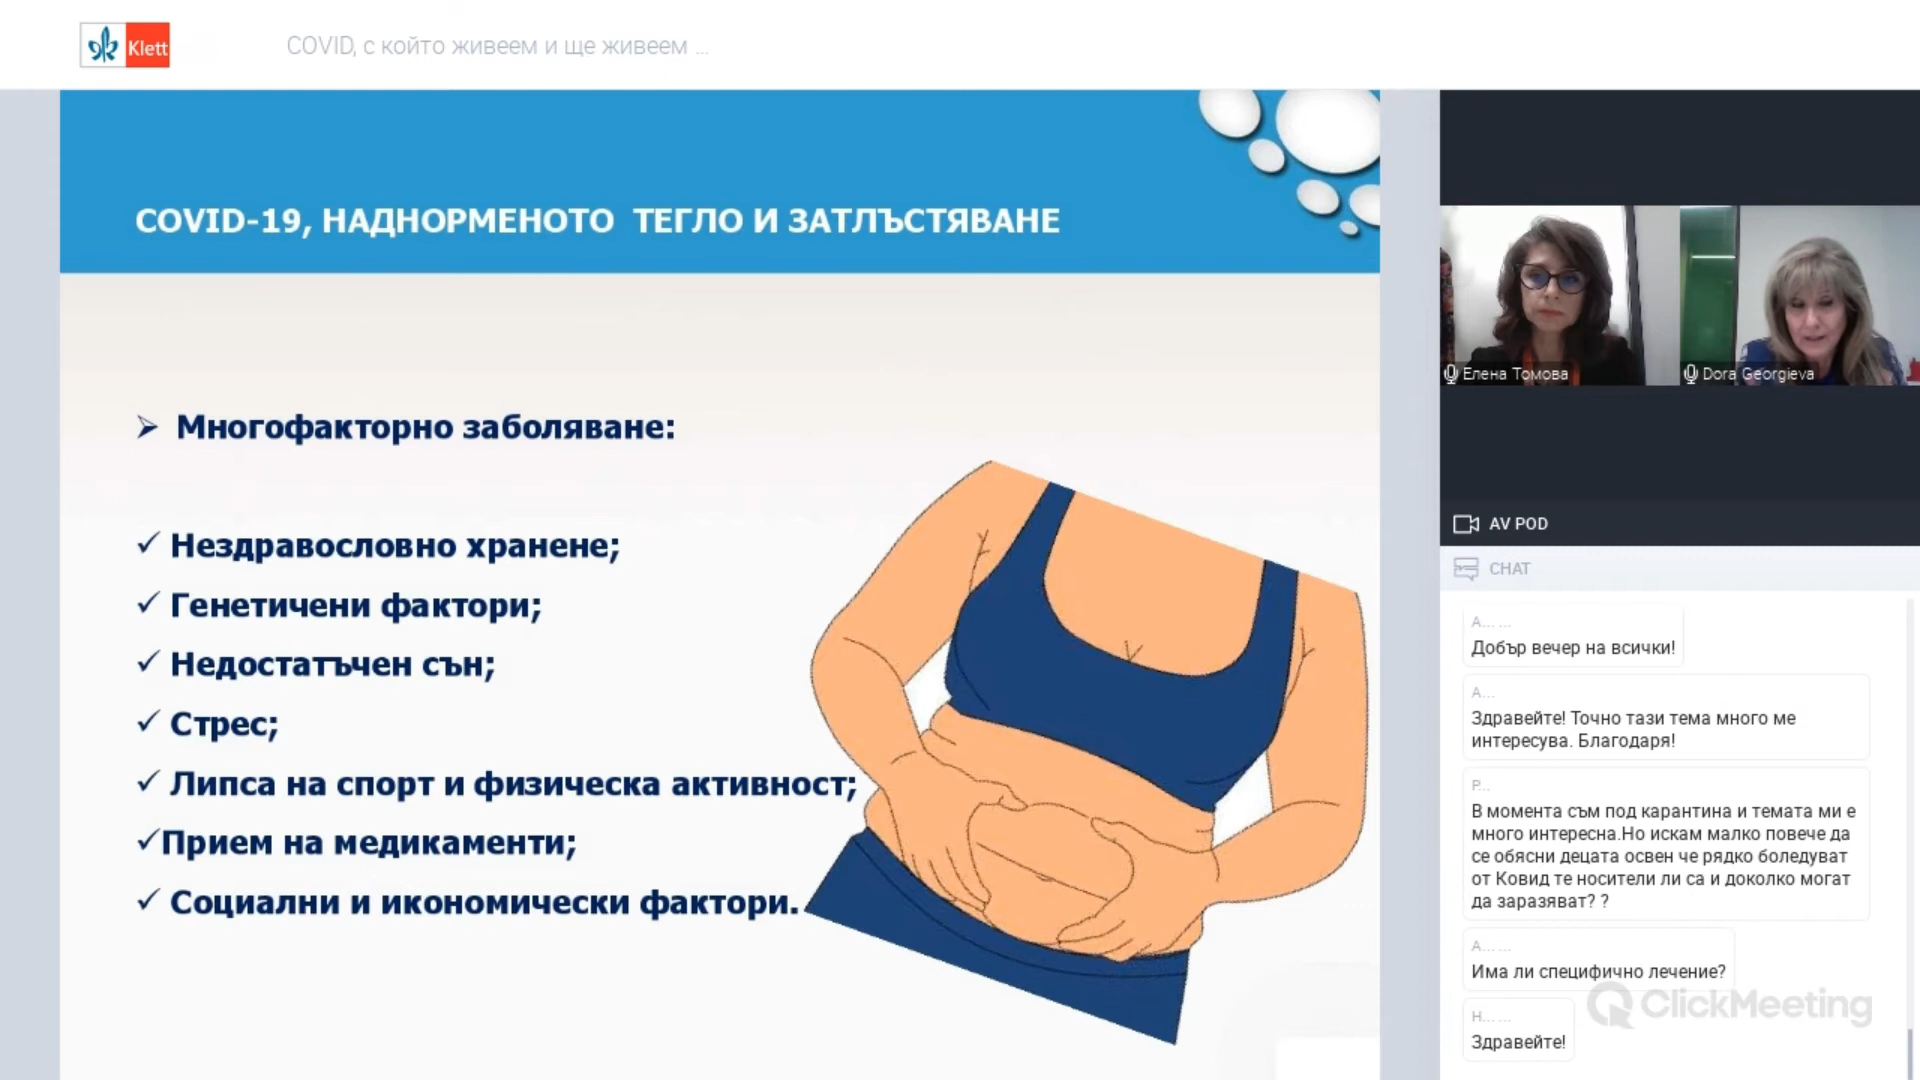 Klett
COVID, с който живеем и ще живеем ...
COVID-19, НАДНОРМЕНОТО ТЕГЛО И ЗАТЛЪСТЯВАНЕ
Многофакторно заболяване:
Нездравословно хранене;
Генетичени фактори;
Недостатъчен сън;
Стрес;
Липса на спорт и физическа активност;
Прием на медикаменти;
Социални и икономически фактори.
Елена Томова
Dora Georgieva
AV POD
CHAT
А... ...
Добър вечер на всички!
А...
Здравейте! Точно тази тема много ме
интересува. Благодаря!
Р...
В момента съм под карантина и темата ми е
много интересна.Но искам малко повече да
се обясни децата освен че рядко боледуват
от Ковид те носители ли са и доколко могат
да заразяват? ?
А... ...
Има ли специфично лечение?
Н... ...
Здравейте!
ClickMeeting